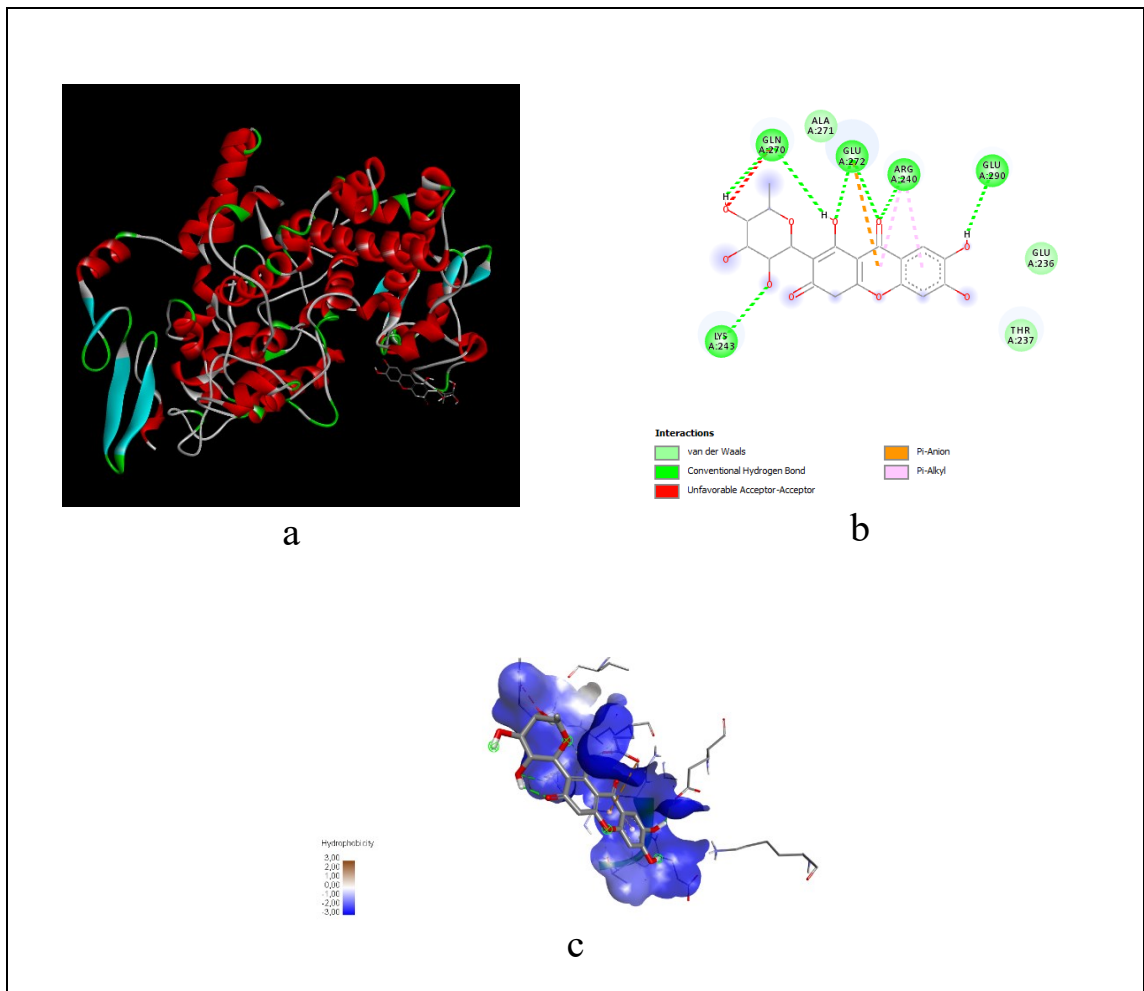 a
ALA
A:271
GLN
A:270
GLU
A:272
ARG
A:240
GLU
A:290
H
O
H
O
O
O
H
O
O
O
O
O
O
O
GLU
A:236
THR
A:237
LYS
A:243
Interactions
van der Waals
Conventional Hydrogen Bond
Unfavorable Acceptor-Acceptor
Pi-Anion
Pi-Alkyl
b
Hydrophobicity
3,00
2,00
1,00
0,00
-1,00
-2,00
-3,00
c